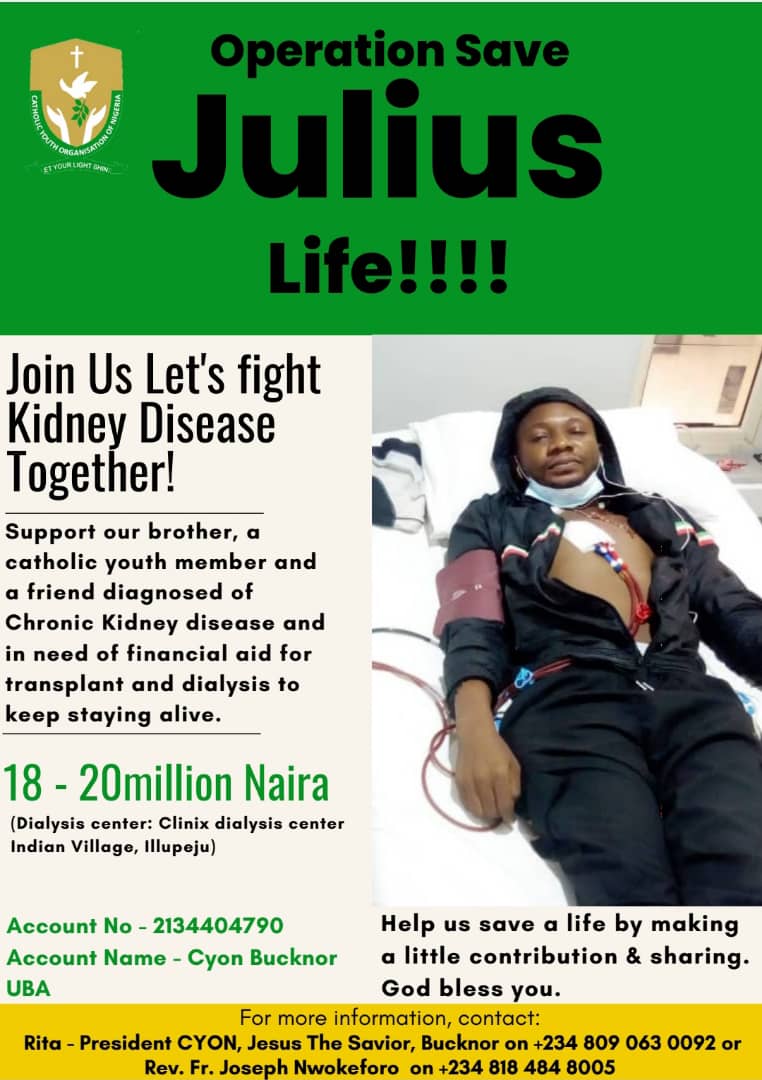 CATHOLIC YOUTH ORGANISATION OF NIGERIA
ET YOUR LIGHT SHIN
Operation Save
Julius
Life!!!!
Join Us Let's fight
Kidney Disease
Together!
Support our brother, a
catholic youth member and
a friend diagnosed of
Chronic Kidney disease and
in need of financial aid for
transplant and dialysis to
keep staying alive.
18 - 20million Naira
(Dialysis center: Clinix dialysis center
Indian Village, Illupeju)
Account No - 2134404790
Account Name - Cyon Bucknor
UBA
Help us save a life by making
a little contribution & sharing.
God bless you.
For more information, contact:
Rita - President CYON, Jesus The Savior, Bucknor on +234 809 063 0092 or
Rev. Fr. Joseph Nwokeforo on +234 818 484 8005